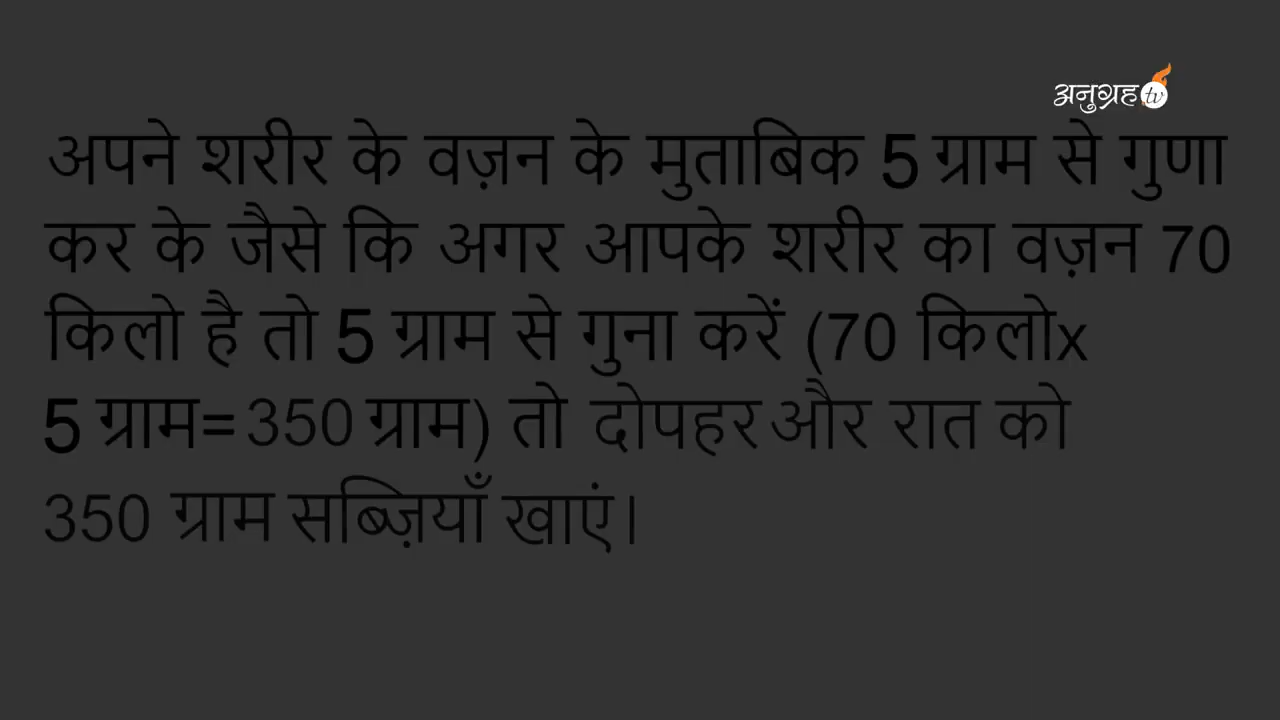 अनुग्रह tv
अपने शरीर के वज़न के मुताबिक 5 ग्राम से गुणा
कर के जैसे कि अगर आपके शरीर का वज़न 70
किलो है तो 5 ग्राम से गुना करें (70 किलोx
5 ग्राम= 350 ग्राम) तो दोपहर और रात को
350 ग्राम सब्ज़ियाँ खाएं।